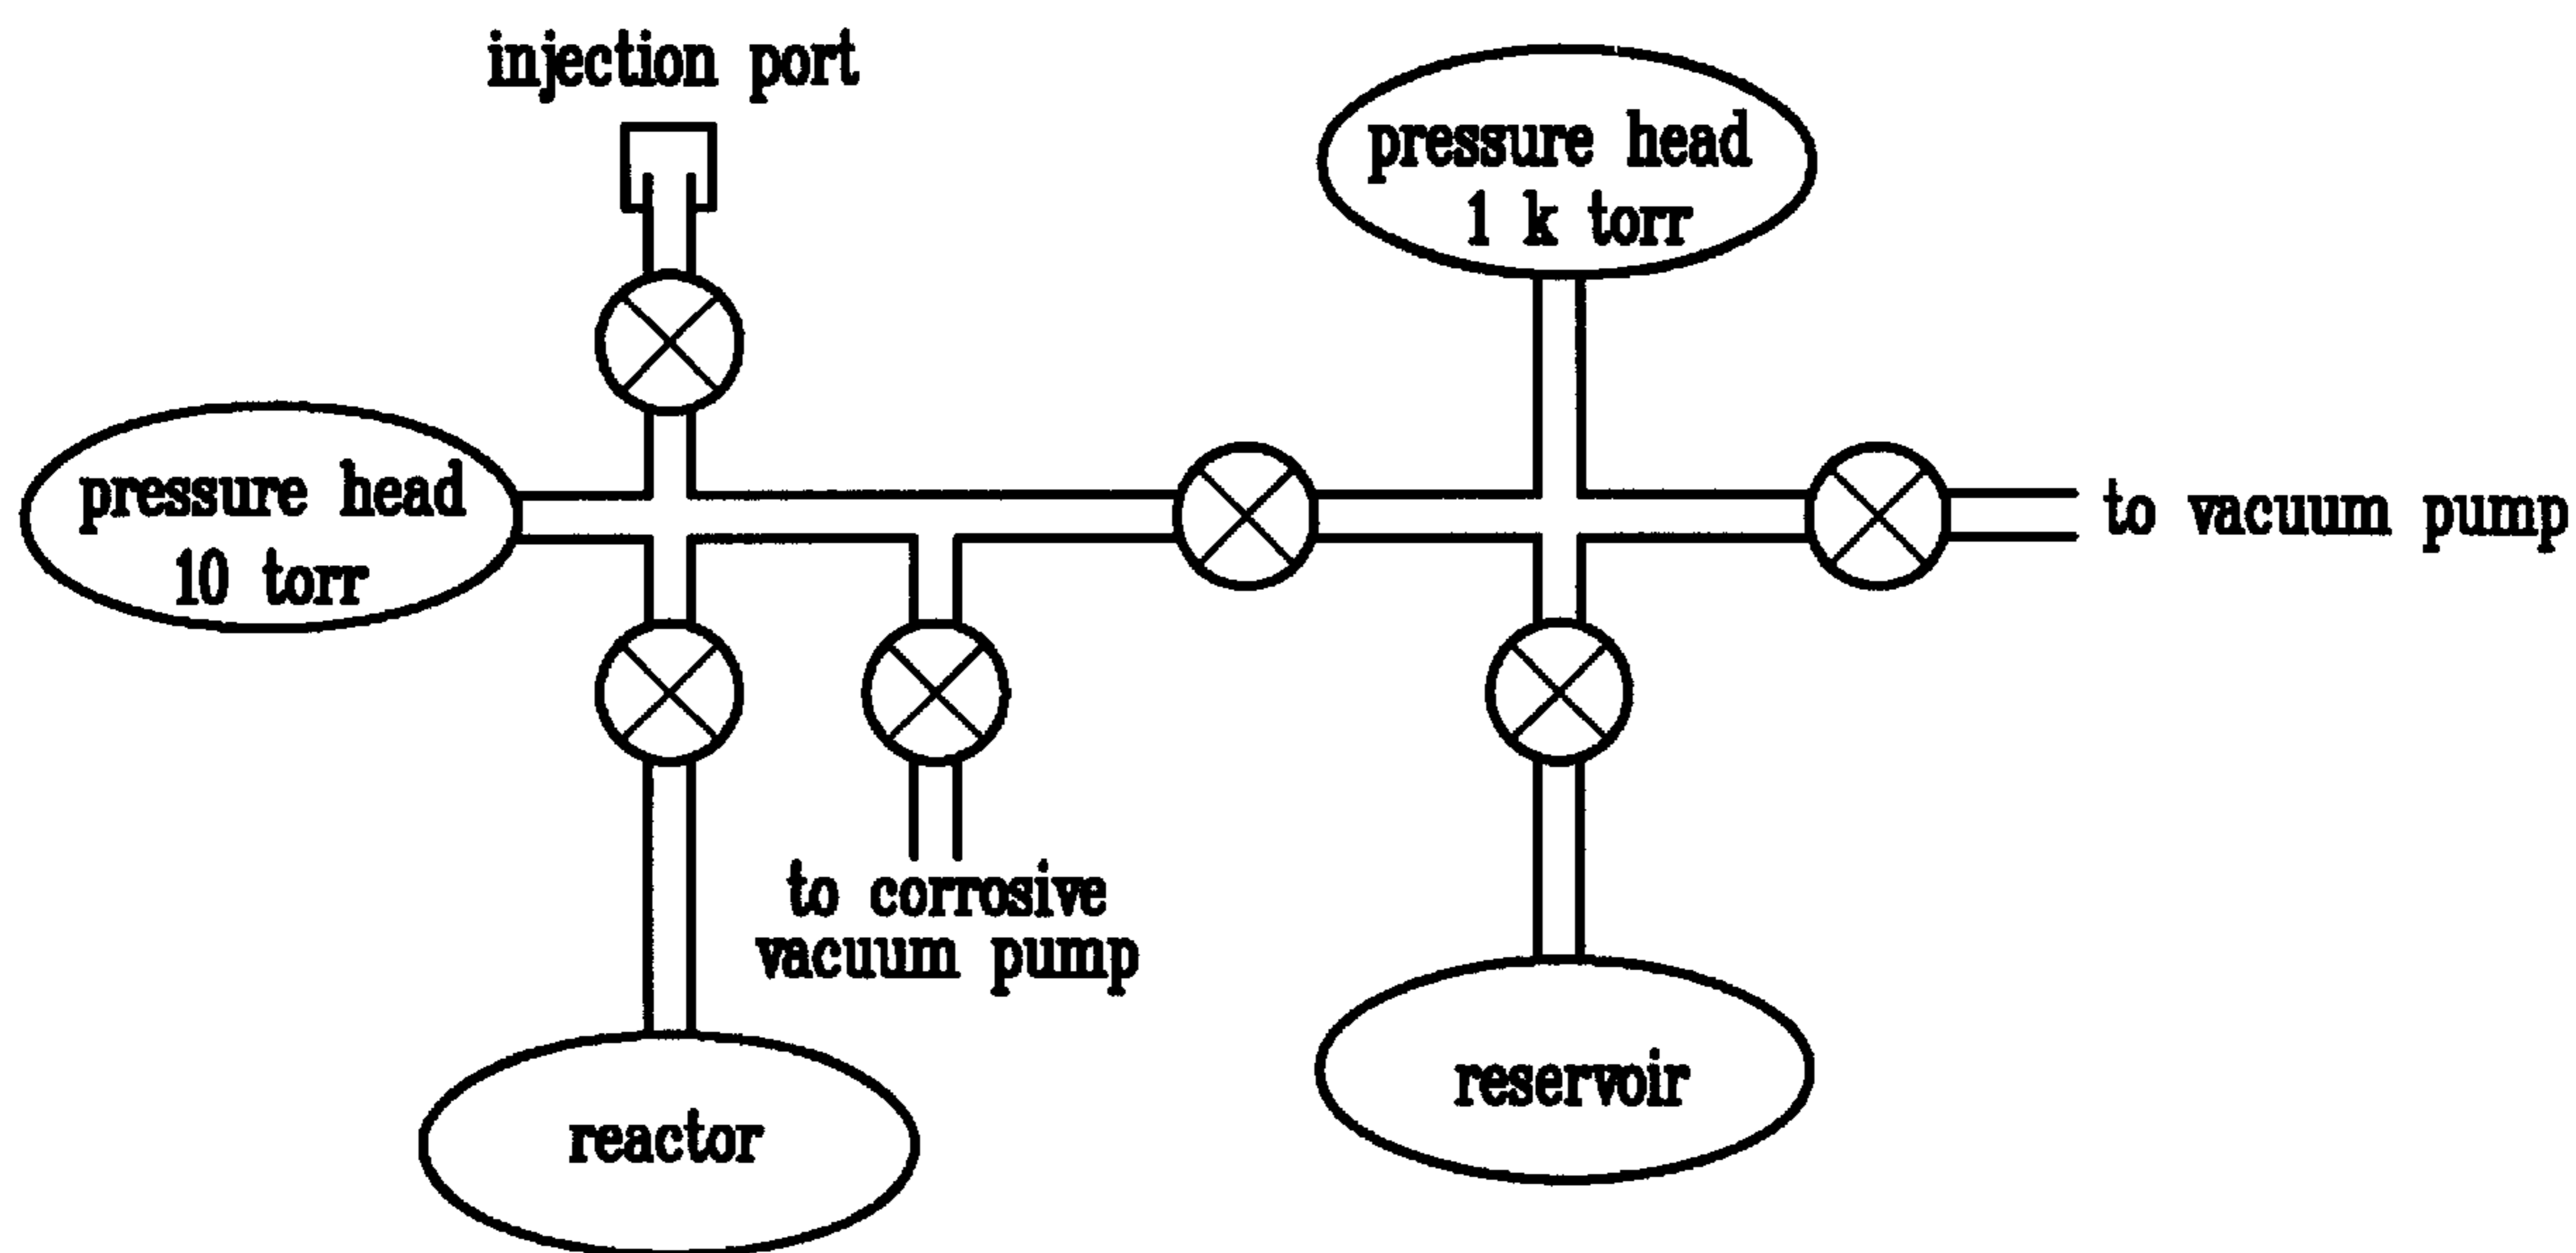 injection port
pressure head
1 k torr
pressure head
10 torr
to vacuum pump
to corrosive
vacuum pump
reactor
reservoir